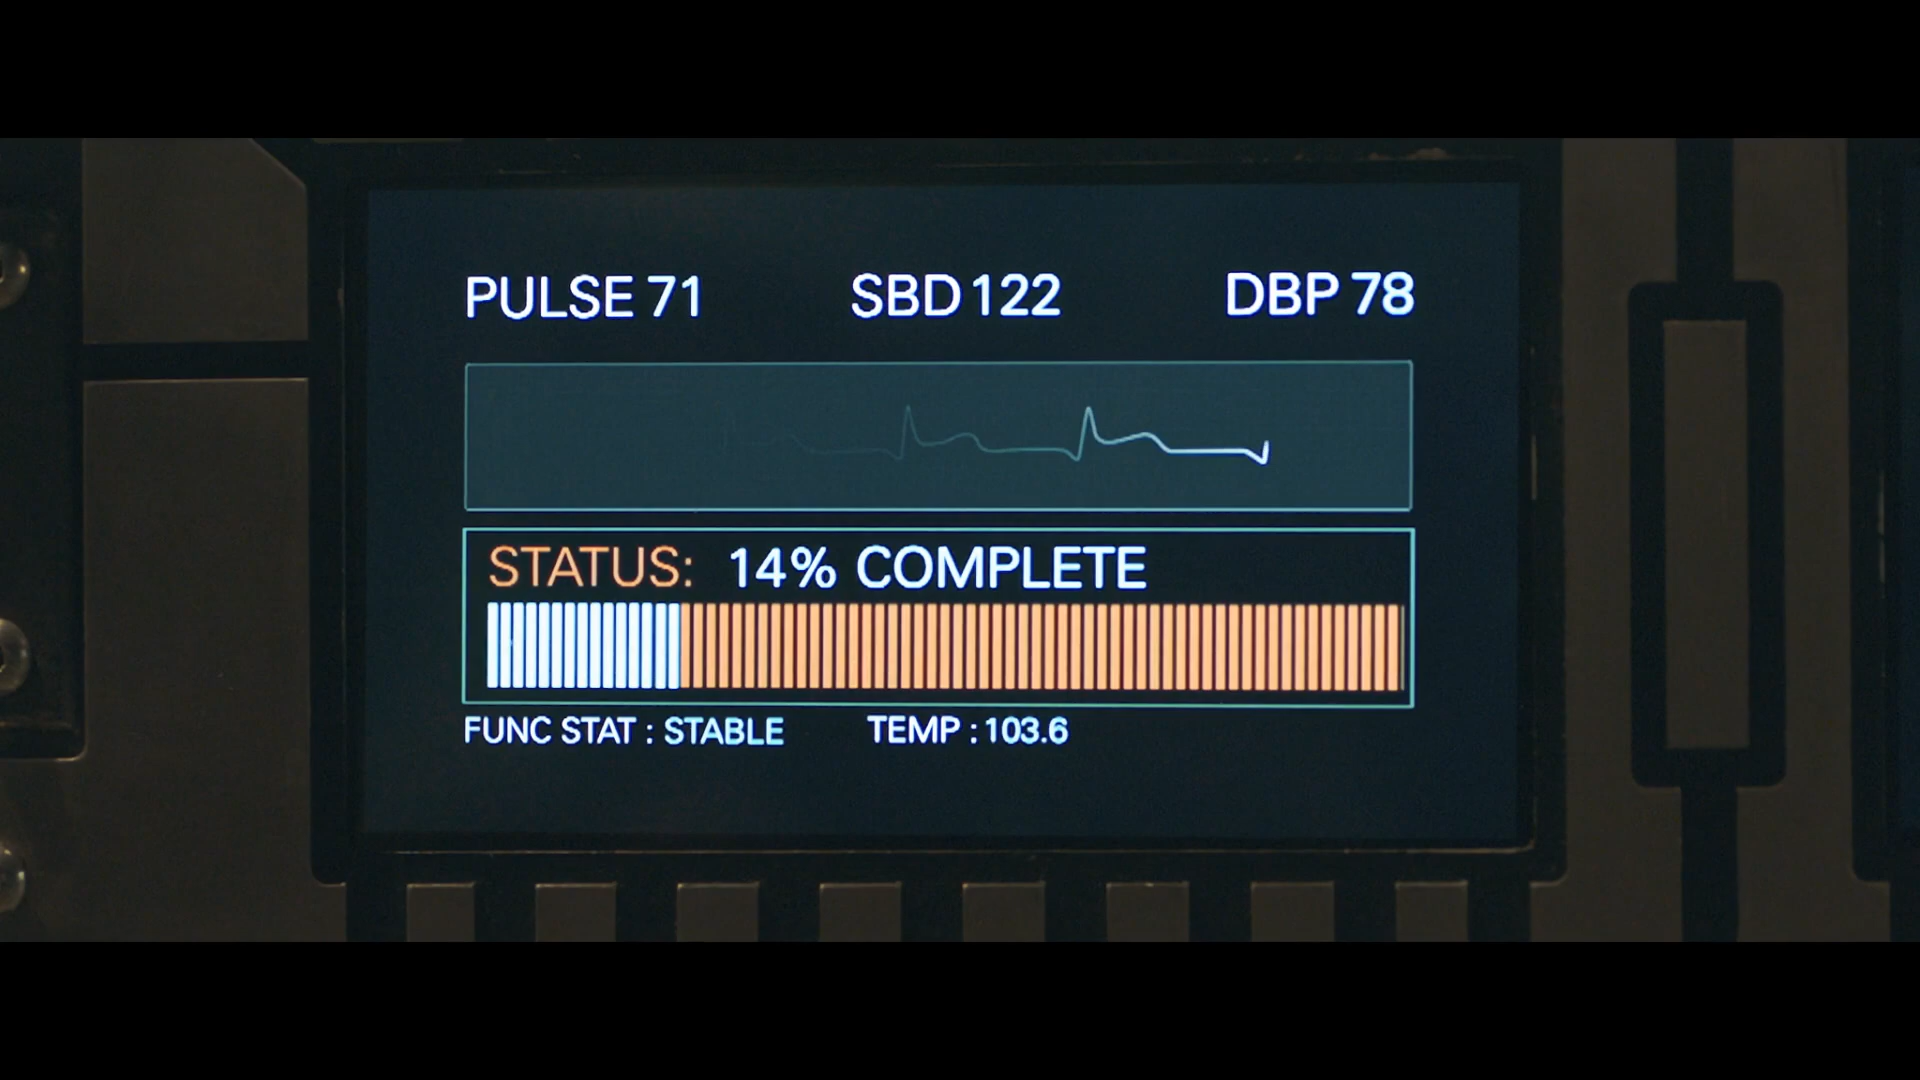 PULSE 71 SBD 122 DBP 78
STATUS: 14% COMPLETE
FUNC STAT : STABLE TEMP : 103.6